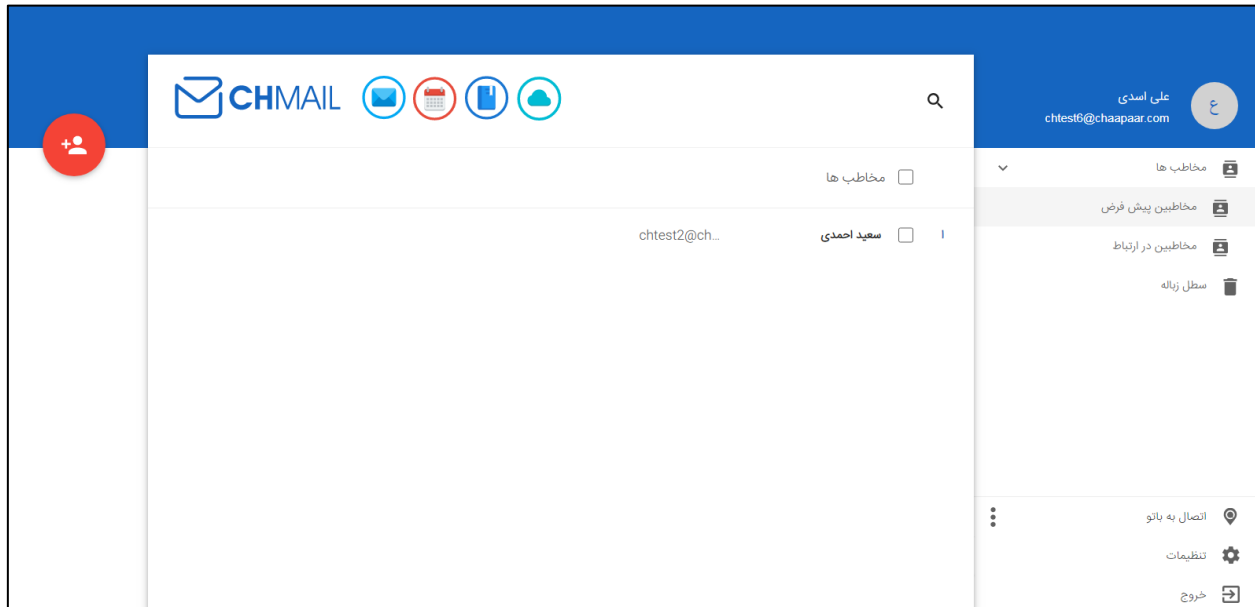 CHMAIL
علی اسدی
ع
chtest6@chaapaar.com
مخاطب ها
مخاطبین پیش فرض
مخاطبین در ارتباط
سطل زباله
مخاطب ها
ا سعید احمدی chtest2@ch...
اتصال به باتو
تنظیمات
خروج